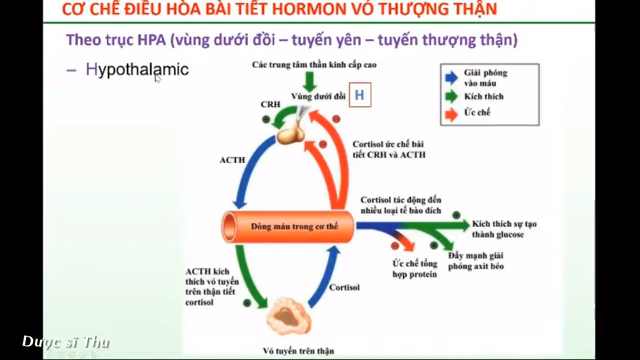 CƠ CHẾ ĐIỀU HÒA BÀI TIẾT HORMON VỎ THƯỢNG THẬN
Theo trục HPA (vùng dưới đồi – tuyến yên – tuyến thượng thận)
– Hypothalamic
Các trung tâm thần kinh cấp cao
Vùng dưới đồi
H
CRH
ACTH
Cortisol ức chế bài
tiết CRH và ACTH
Giải phóng
vào máu
Kích thích
Ức chế
Dòng máu trong cơ thể
Cortisol tác động đến
nhiều loại tế bào đích
Kích thích sự tạo
thành glucose
Đẩy mạnh giải
phóng axit béo
Ức chế tổng
hợp protein
ACTH kích
thích vỏ tuyến
trên thận tiết
cortisol
Cortisol
Vỏ tuyến trên thận
Dược sĩ Thu